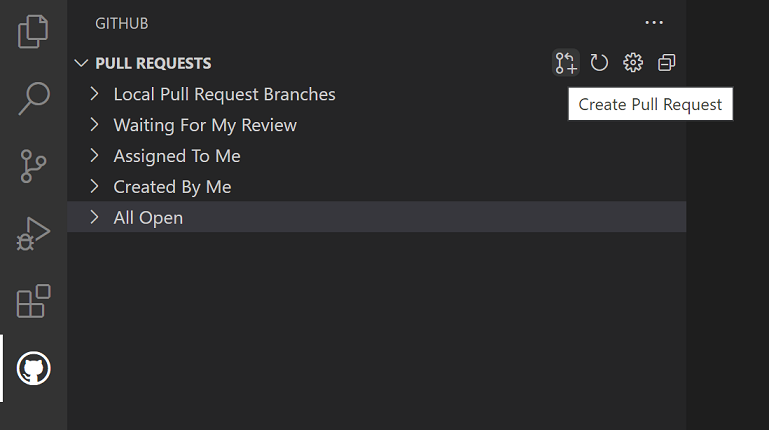 GITHUB
PULL REQUESTS
Local Pull Request Branches
Create Pull Request
Waiting For My Review
Assigned To Me
Created By Me
All Open